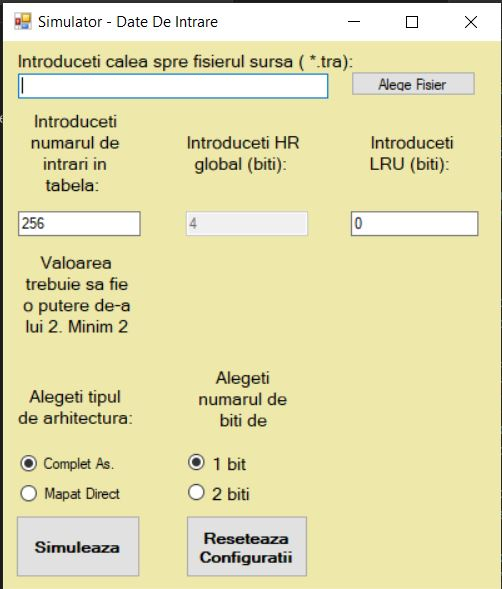 Simulator - Date De Intrare
Introduceti calea spre fisierul sursa ( *.tra):
Alege Fisier
Introduceti
numarul de
intrari in
tabela:
Introduceti HR
global (biti):
Introduceti
LRU (biti):
256
4
0
Valoarea
trebuie sa fie
o putere de-a
lui 2. Minim 2
Alegeti tipul
de arhitectura:
Alegeti
numarul de
biti de
Complet As.
Mapat Direct
1 bit
2 biti
Simuleaza
Reseteaza
Configuratii